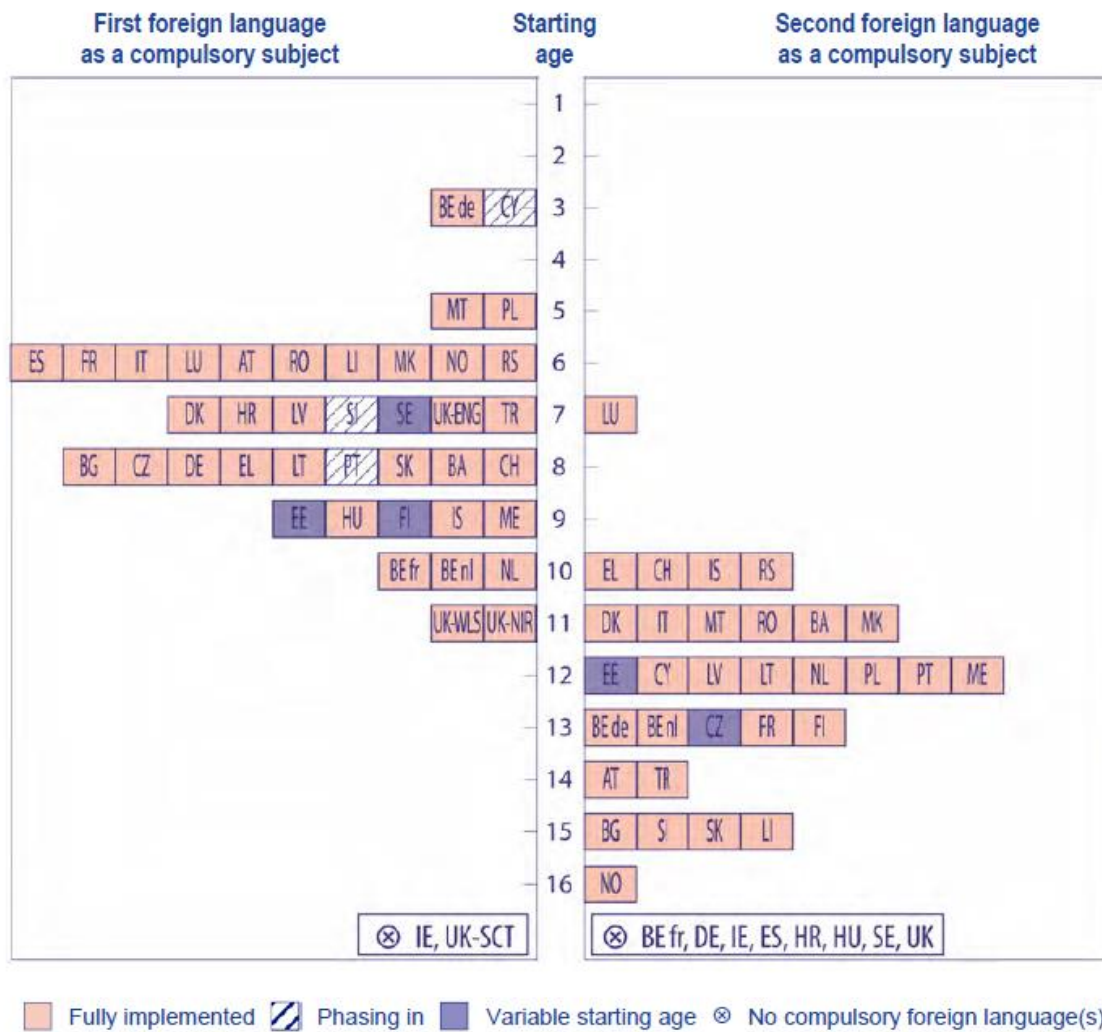 First foreign language
as a compulsory subject
Starting
age
Second foreign language
as a compulsory subject
1
2
BE de CY 3
4
MT PL 5
ES FR IT LU AT RO LI MK NO RS 6
DK HR LV SI SE UK-ENG TR 7 LU
BG CZ DE EL LT PT SK BA CH 8
EE HU FI IS ME 9
BE fr BE nl NL 10 EL CH IS RS
UK-WLS UK-NIR 11 DK IT MT RO BA MK
12 EE CY LV LT NL PL PT ME
13 BE de BE nl CZ FR FI
14 AT TR
15 BG SI SK LI
16 NO
⊗ IE, UK-SCT ⊗ BE fr, DE, IE, ES, HR, HU, SE, UK
Fully implemented Phasing in Variable starting age ⊗ No compulsory foreign language(s)